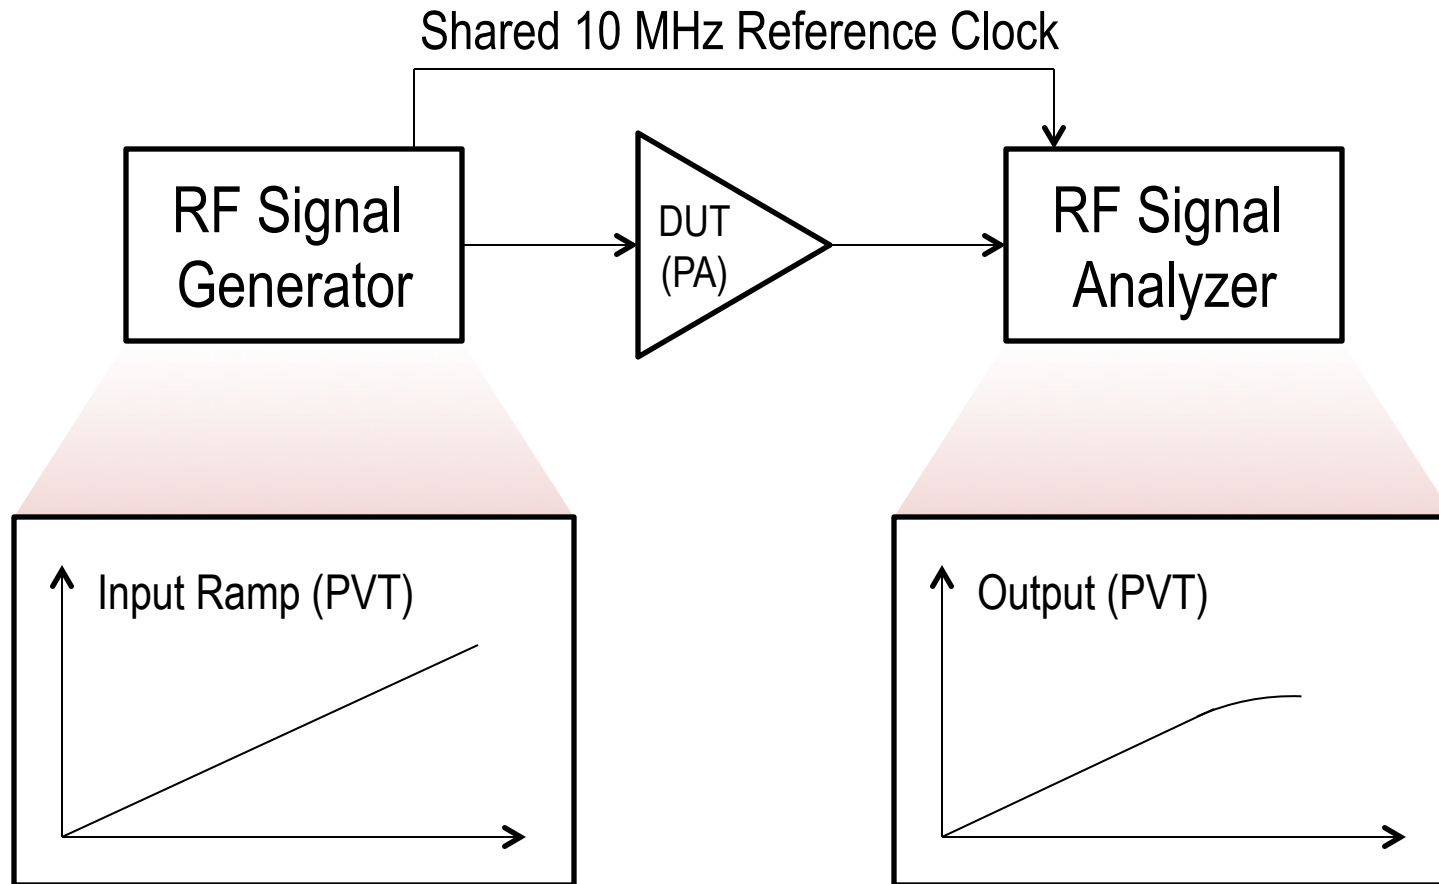 Shared 10 MHz Reference Clock
RF Signal
Generator
DUT
(PA)
RF Signal
Analyzer
Input Ramp (PVT)
Output (PVT)